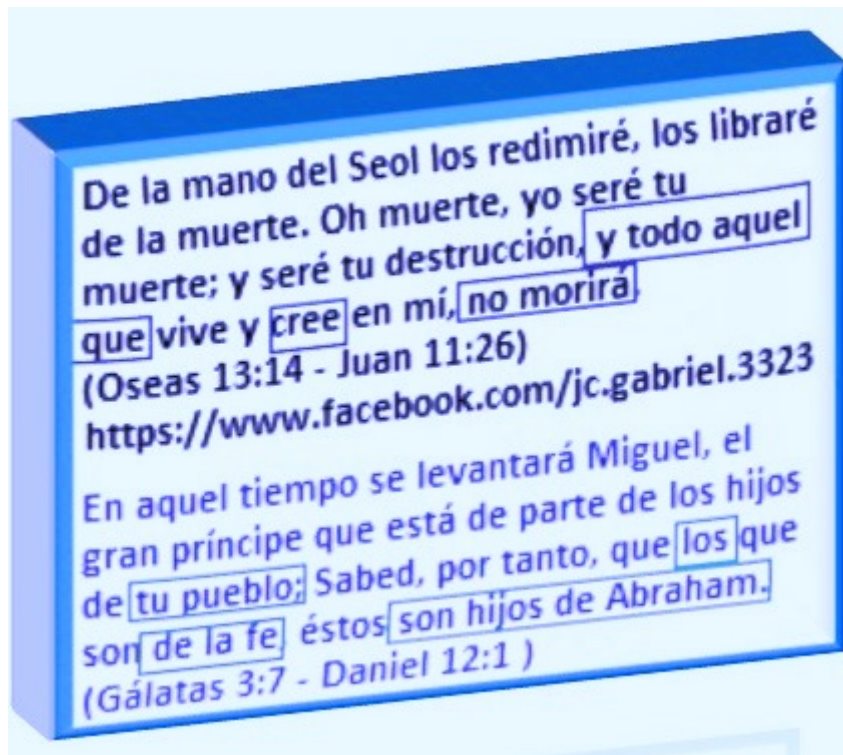 De la mano del Seol los redimiré, los libraré
de la muerte. Oh muerte, yo seré tu
muerte; y seré tu destrucción, y todo aquel
que vive y cree en mí, no morirá.
(Oseas 13:14 - Juan 11:26)
https://www.facebook.com/jc.gabriel.3323
En aquel tiempo se levantará Miguel, el
gran príncipe que está de parte de los hijos
de tu pueblo; Sabed, por tanto, que los que
son de la fe, éstos son hijos de Abraham.
(Gálatas 3:7 - Daniel 12:1 )